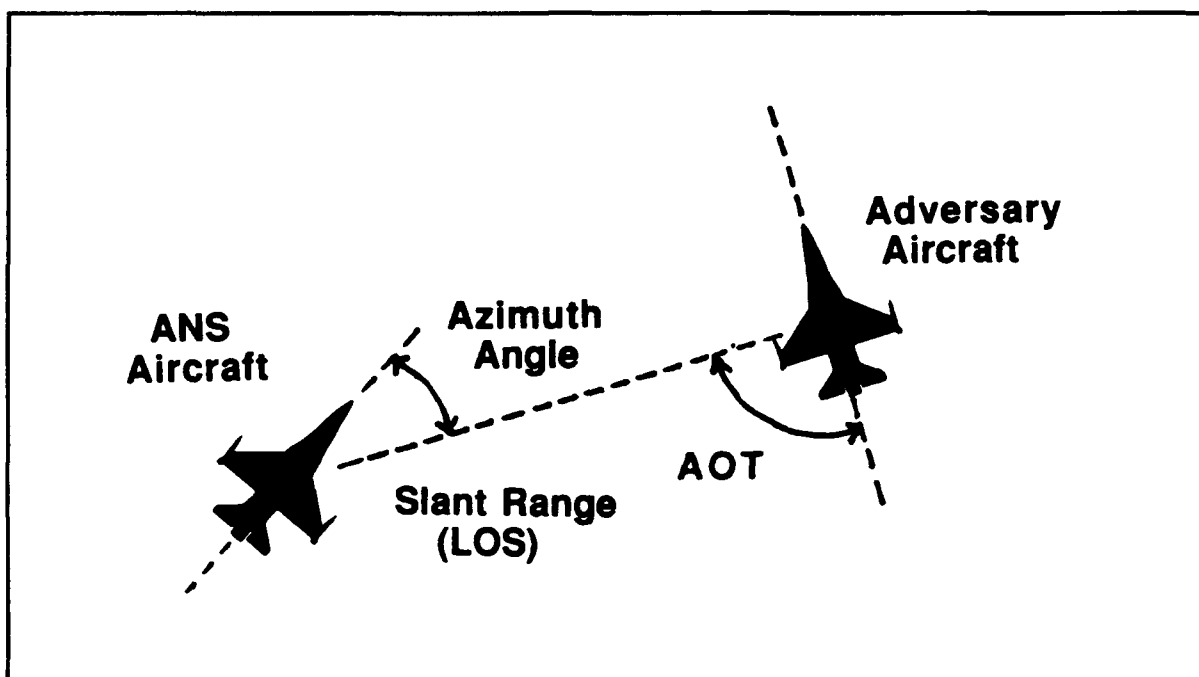 Adversary
Aircraft
ANS
Aircraft
Azimuth
Angle
AOT
Slant Range
(LOS)